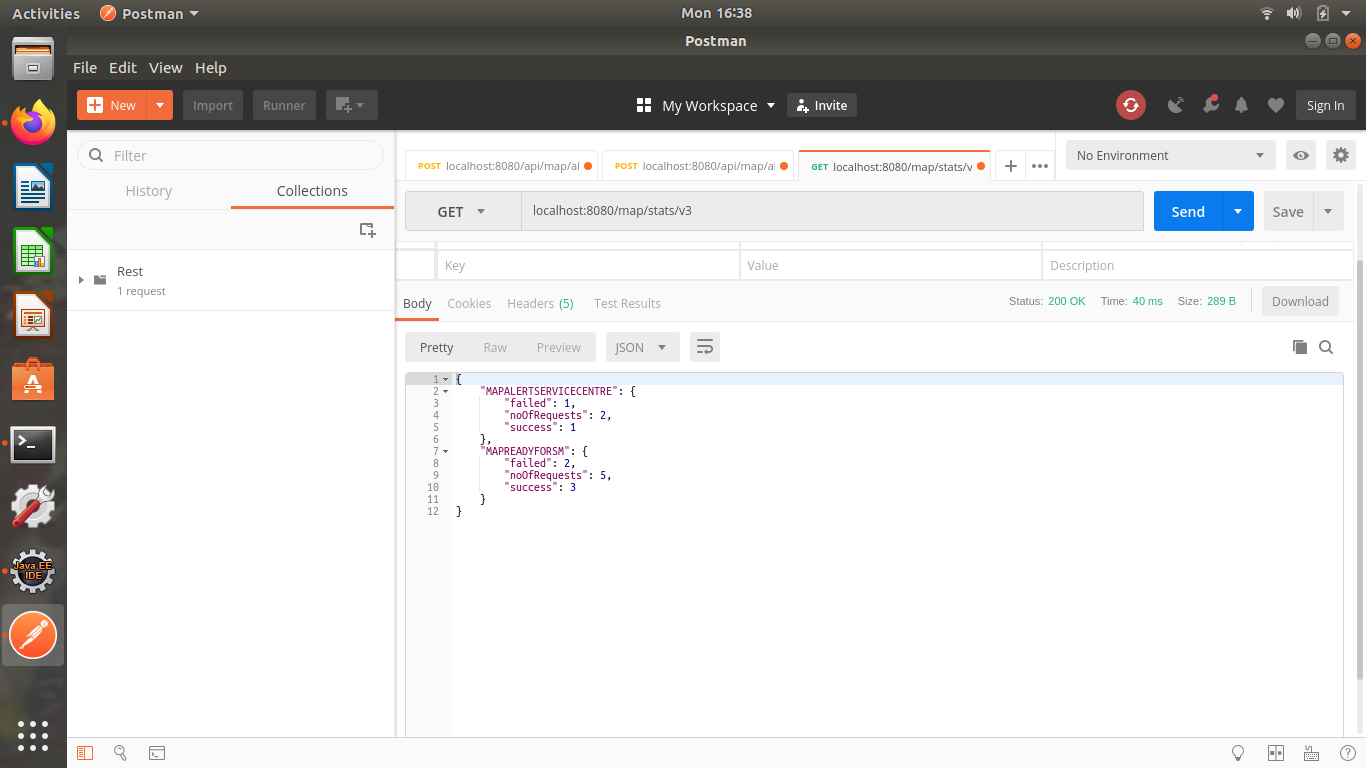 Activities
Postman
Mon 16:38
Postman
File Edit View Help
New
Import
Runner
My Workspace
Invite
Sign In
Filter
History
Collections
Rest
1 request
POST localhost:8080/api/map/al
POST localhost:8080/api/map/al
GET localhost:8080/map/stats/v
No Environment
GET
localhost:8080/map/stats/v3
Send
Save
Key
Value
Description
Body
Cookies
Headers (5)
Test Results
Status: 200 OK
Time: 40 ms
Size: 289 B
Download
Pretty
Raw
Preview
JSON
1 {
2 "MAPALERTSERVICECENTRE": {
3 "failed": 1,
4 "noOfRequests": 2,
5 "success": 1
6 },
7 "MAPREADYFORSM": {
8 "failed": 2,
9 "noOfRequests": 5,
10 "success": 3
11 }
12 }
Java EE
IDE